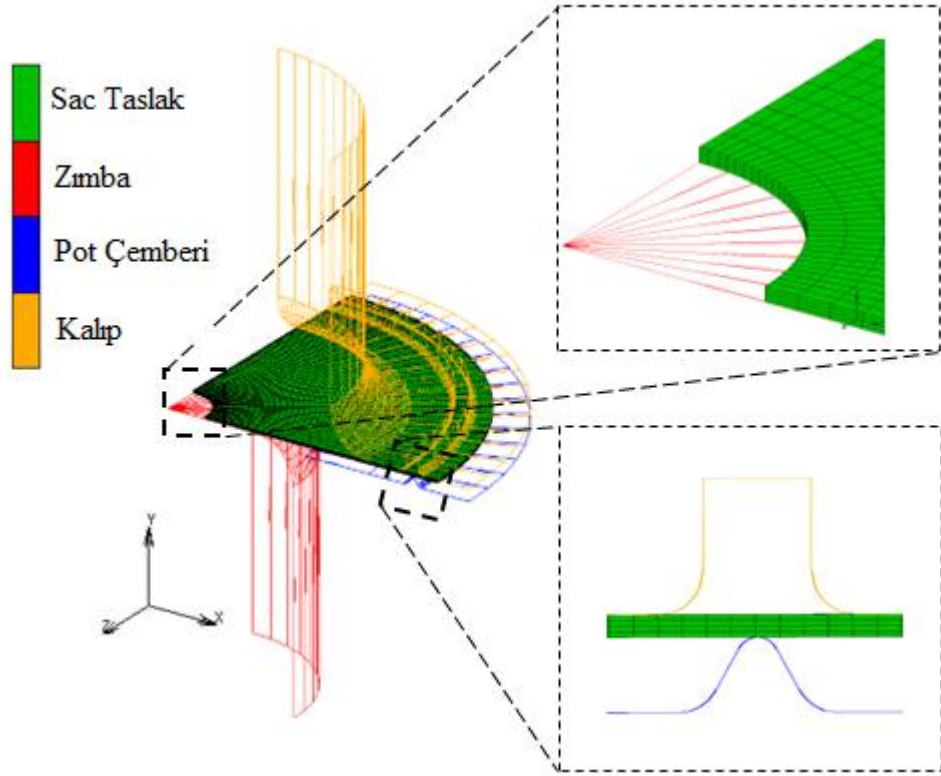 Sac Taslak
Zımba
Pot Çemberi
Kalıp
Y
Z
X